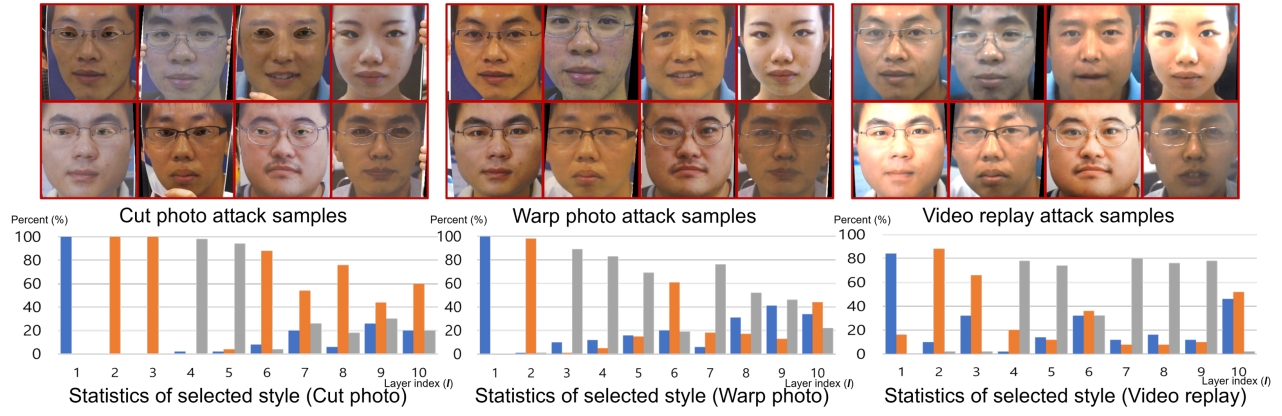 Cut photo attack samples
Warp photo attack samples
Video replay attack samples
Percent (%)
100
80
60
40
20
0
1 2 3 4 5 6 7 8 9 10
Layer index (l)
Statistics of selected style (Cut photo)
Percent (%)
100
80
60
40
20
0
1 2 3 4 5 6 7 8 9 10
Layer index (l)
Statistics of selected style (Warp photo)
Percent (%)
100
80
60
40
20
0
1 2 3 4 5 6 7 8 9 10
Layer index (l)
Statistics of selected style (Video replay)